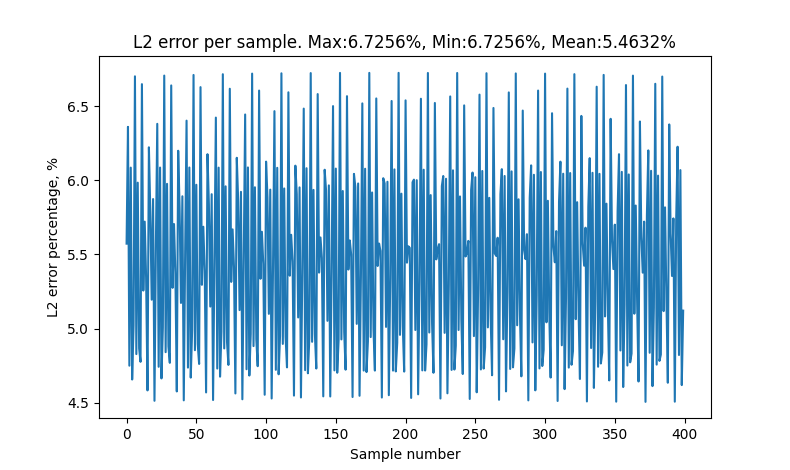 L2 error per sample. Max:6.7256%, Min:6.7256%, Mean:5.4632%
L2 error percentage, %
6.5
6.0
5.5
5.0
4.5
0 50 100 150 200 250 300 350 400
Sample number